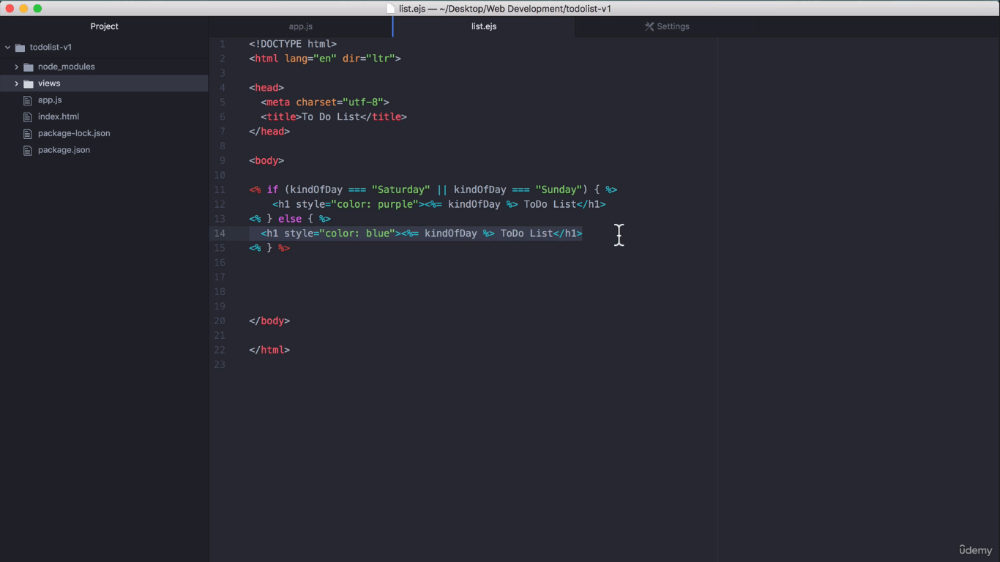 list.ejs — ~/Desktop/Web Development/todolist-v1
Project
app.js
list.ejs
Settings
todolist-v1
node_modules
views
app.js
index.html
package-lock.json
package.json
1 <!DOCTYPE html>
2 <html lang="en" dir="ltr">
3
4 <head>
5 <meta charset="utf-8">
6 <title>To Do List</title>
7 </head>
8
9 <body>
10
11 <% if (kindOfDay === "Saturday" || kindOfDay === "Sunday") { %>
12 <h1 style="color: purple"><%= kindOfDay %> ToDo List</h1>
13 <% } else { %>
14 <h1 style="color: blue"><%= kindOfDay %> ToDo List</h1>
15 <% } %>
16
17
18
19
20 </body>
21
22 </html>
23
udemy